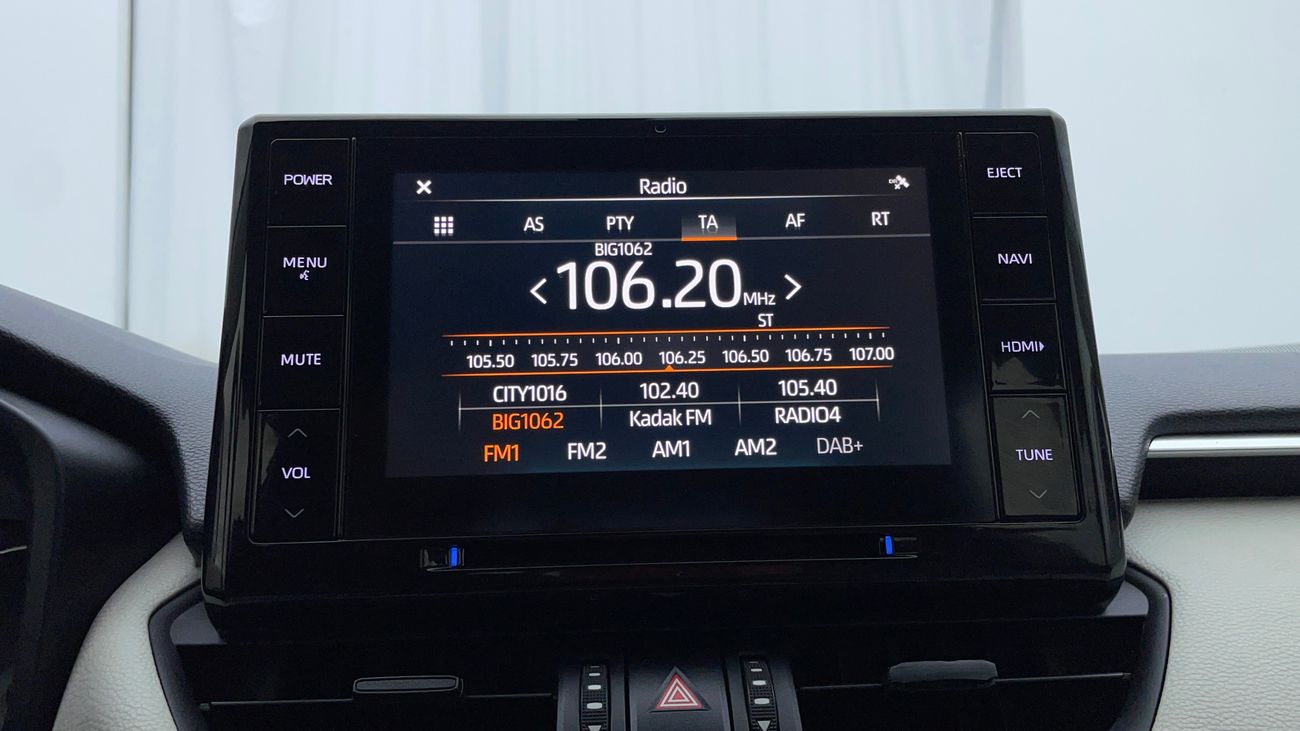 POWER
MENU
MUTE
VOL
Radio
AS PTY TA AF RT
BIG1062
< 106.20 MHz >
ST
105.50 105.75 106.00 106.25 106.50 106.75 107.00
CITY1016 102.40 105.40
BIG1062 Kadak FM RADIO4
FM1 FM2 AM1 AM2 DAB+
EJECT
NAVI
HDMI
TUNE